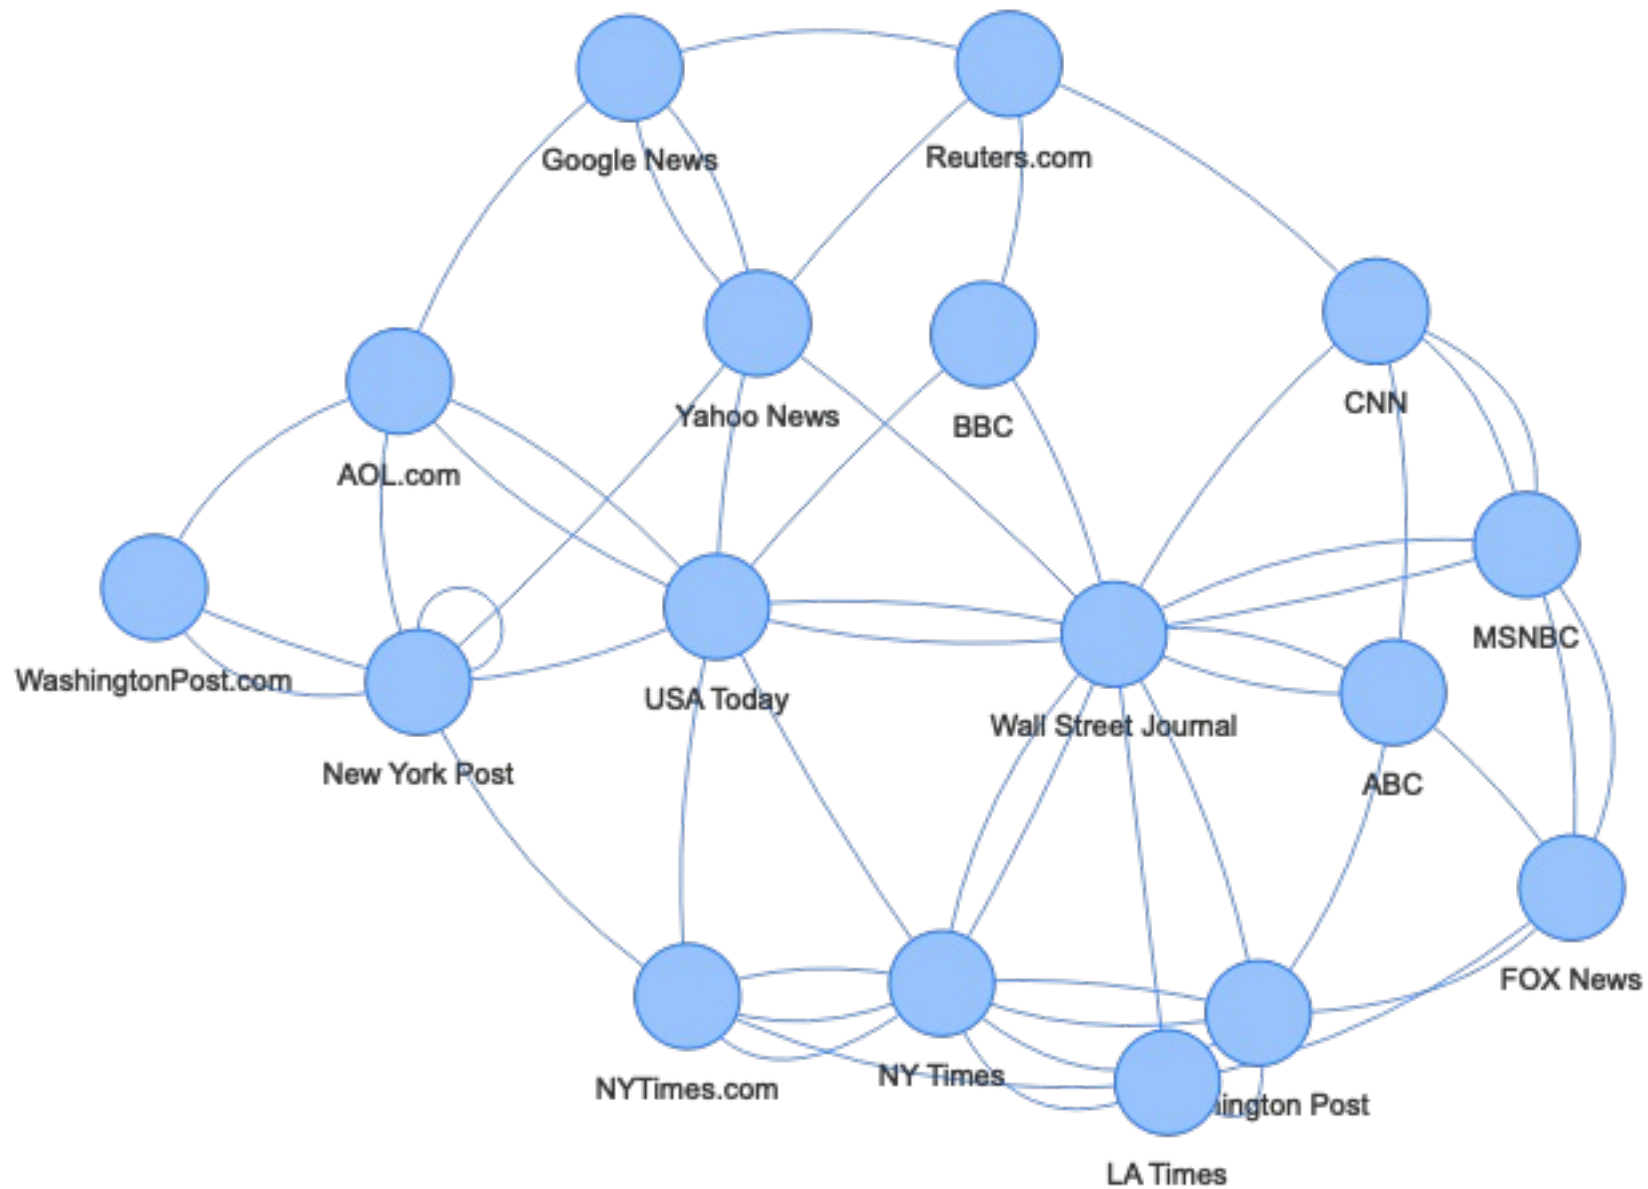 Google News
Reuters.com
Yahoo News
BBC
CNN
AOL.com
WashingtonPost.com
New York Post
USA Today
Wall Street Journal
MSNBC
ABC
FOX News
NYTimes.com
NY Times
Post
LA Times